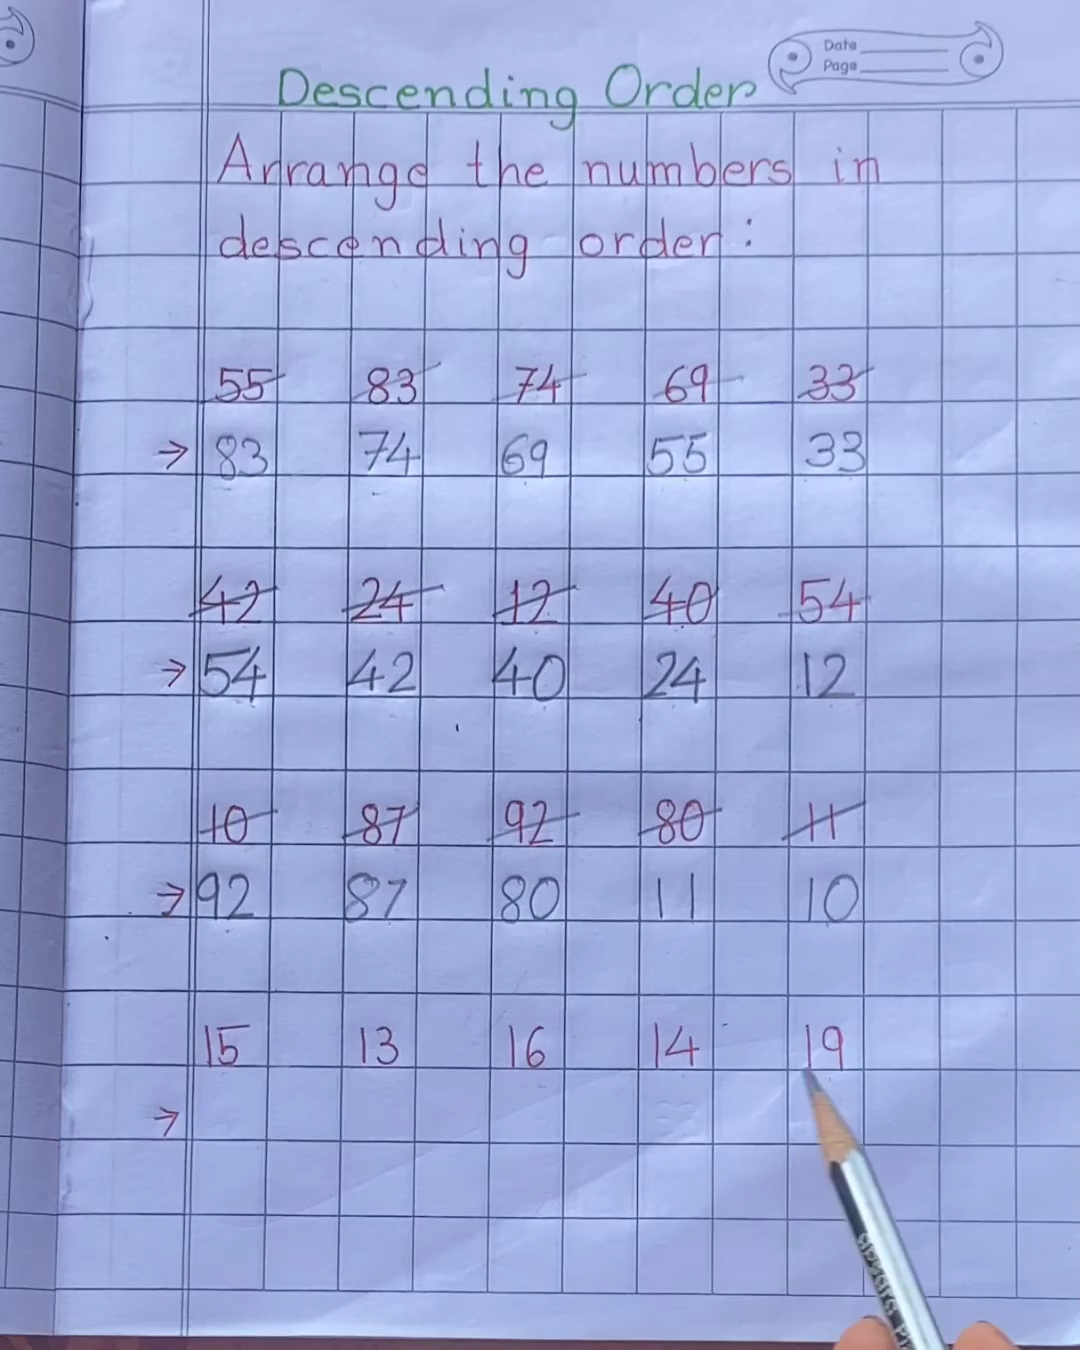 Data
Page
Descending Order
Arrange the numbers in
descending order:
55 83 74 69 33
→ 83 74 69 55 33
42 24 12 40 54
→ 54 42 40 24 12
10 87 92 80 11
→ 92 87 80 11 10
15 13 16 14 19
→